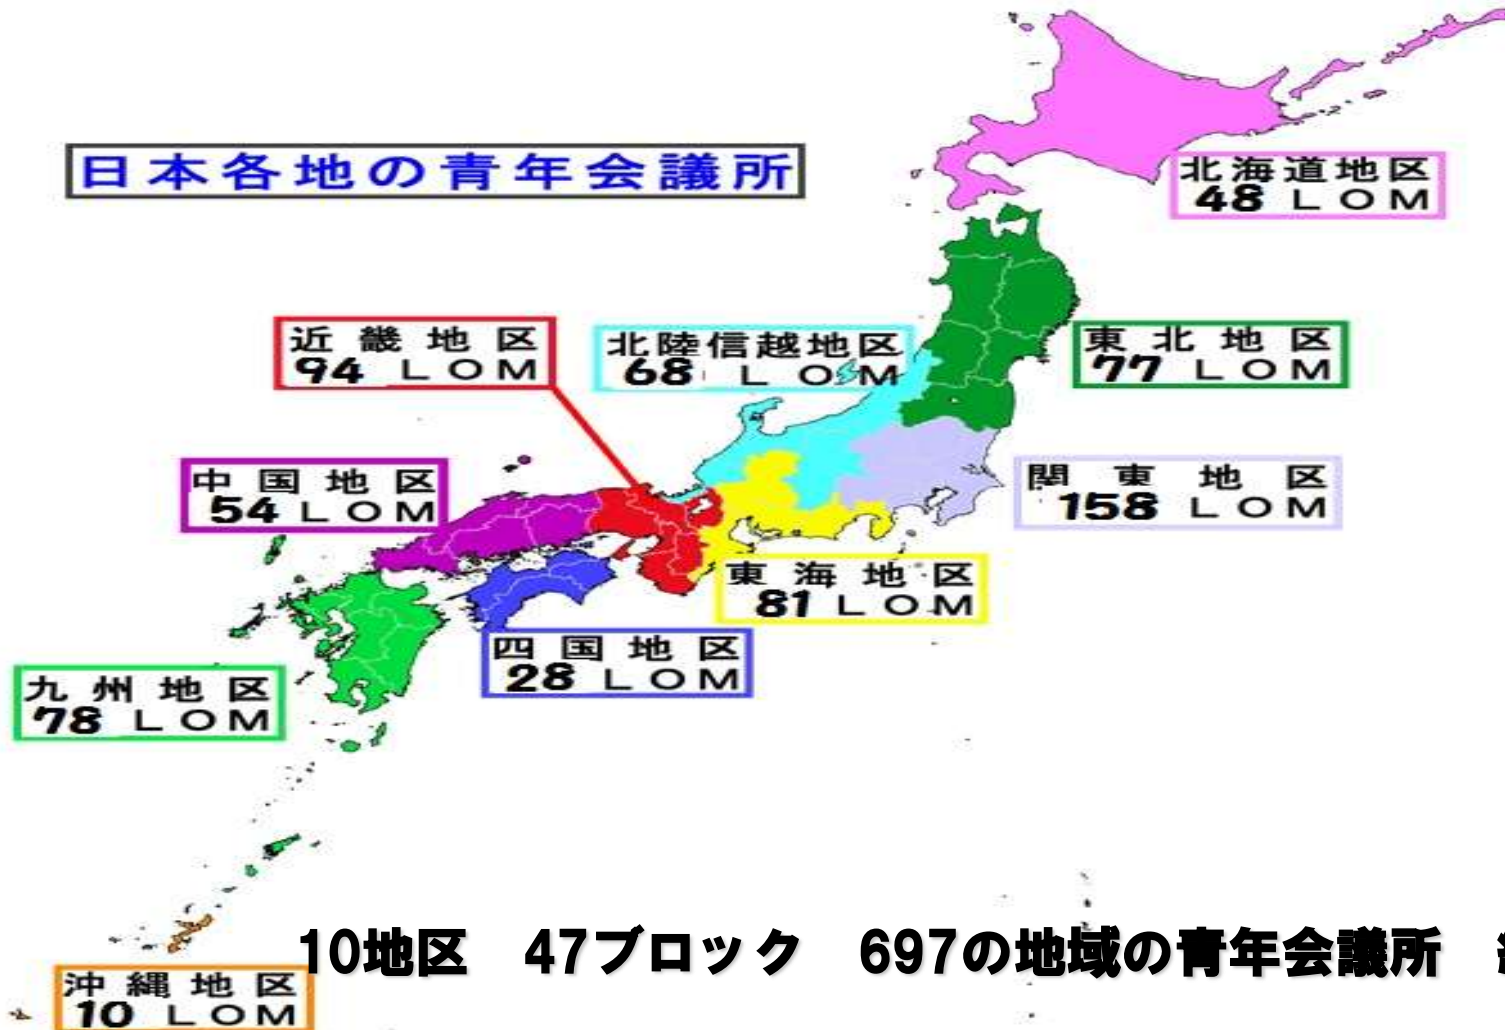 日本各地の青年会議所
北海道地区
48 LOM
近畿地区
94 LOM
北陸信越地区
68 LOM
東北地区
77 LOM
中国地区
54 LOM
関東地区
158 LOM
東海地区
81 LOM
四国地区
28 LOM
九州地区
78 LOM
10地区 47ブロック 697の地域の青年会議所
沖縄地区
10 LOM